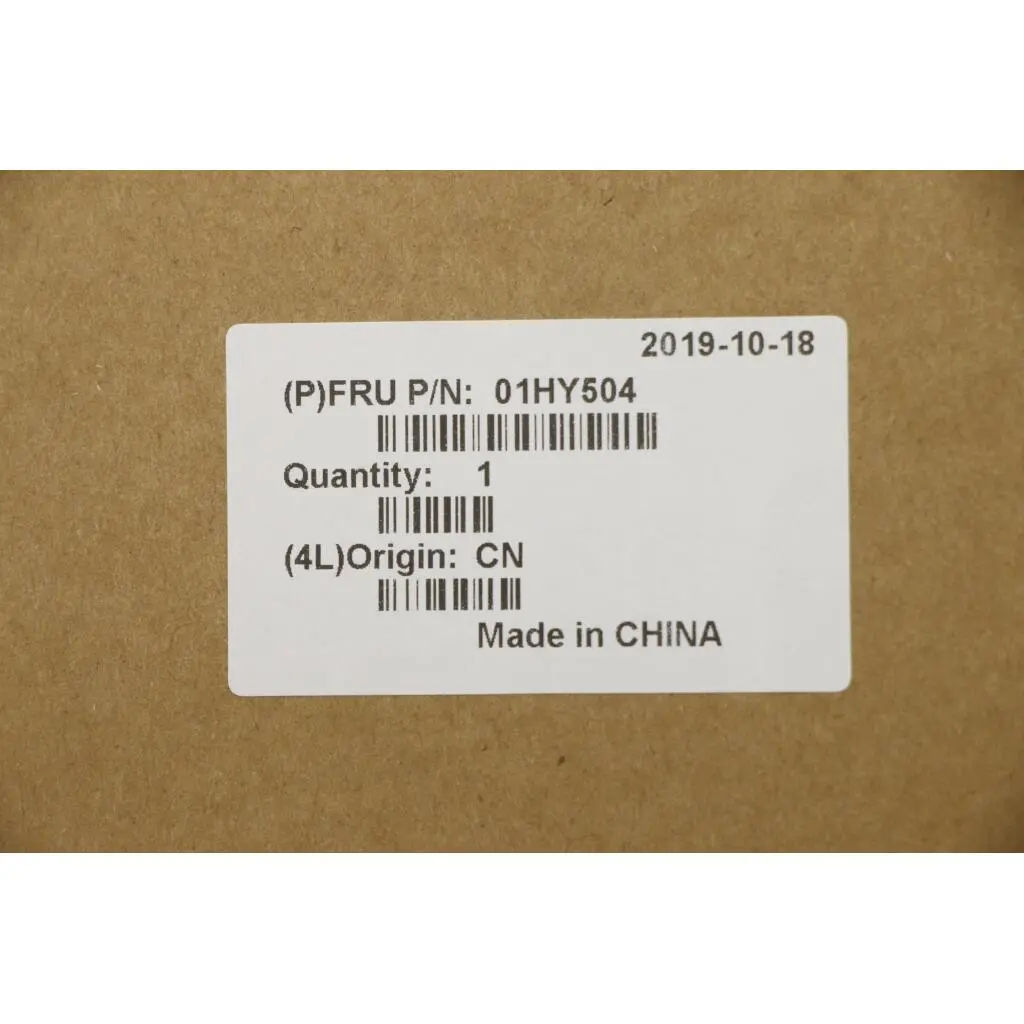 2019-10-18
(P)FRU P/N: 01HY504
Quantity: 1
(4L)Origin: CN
Made in CHINA